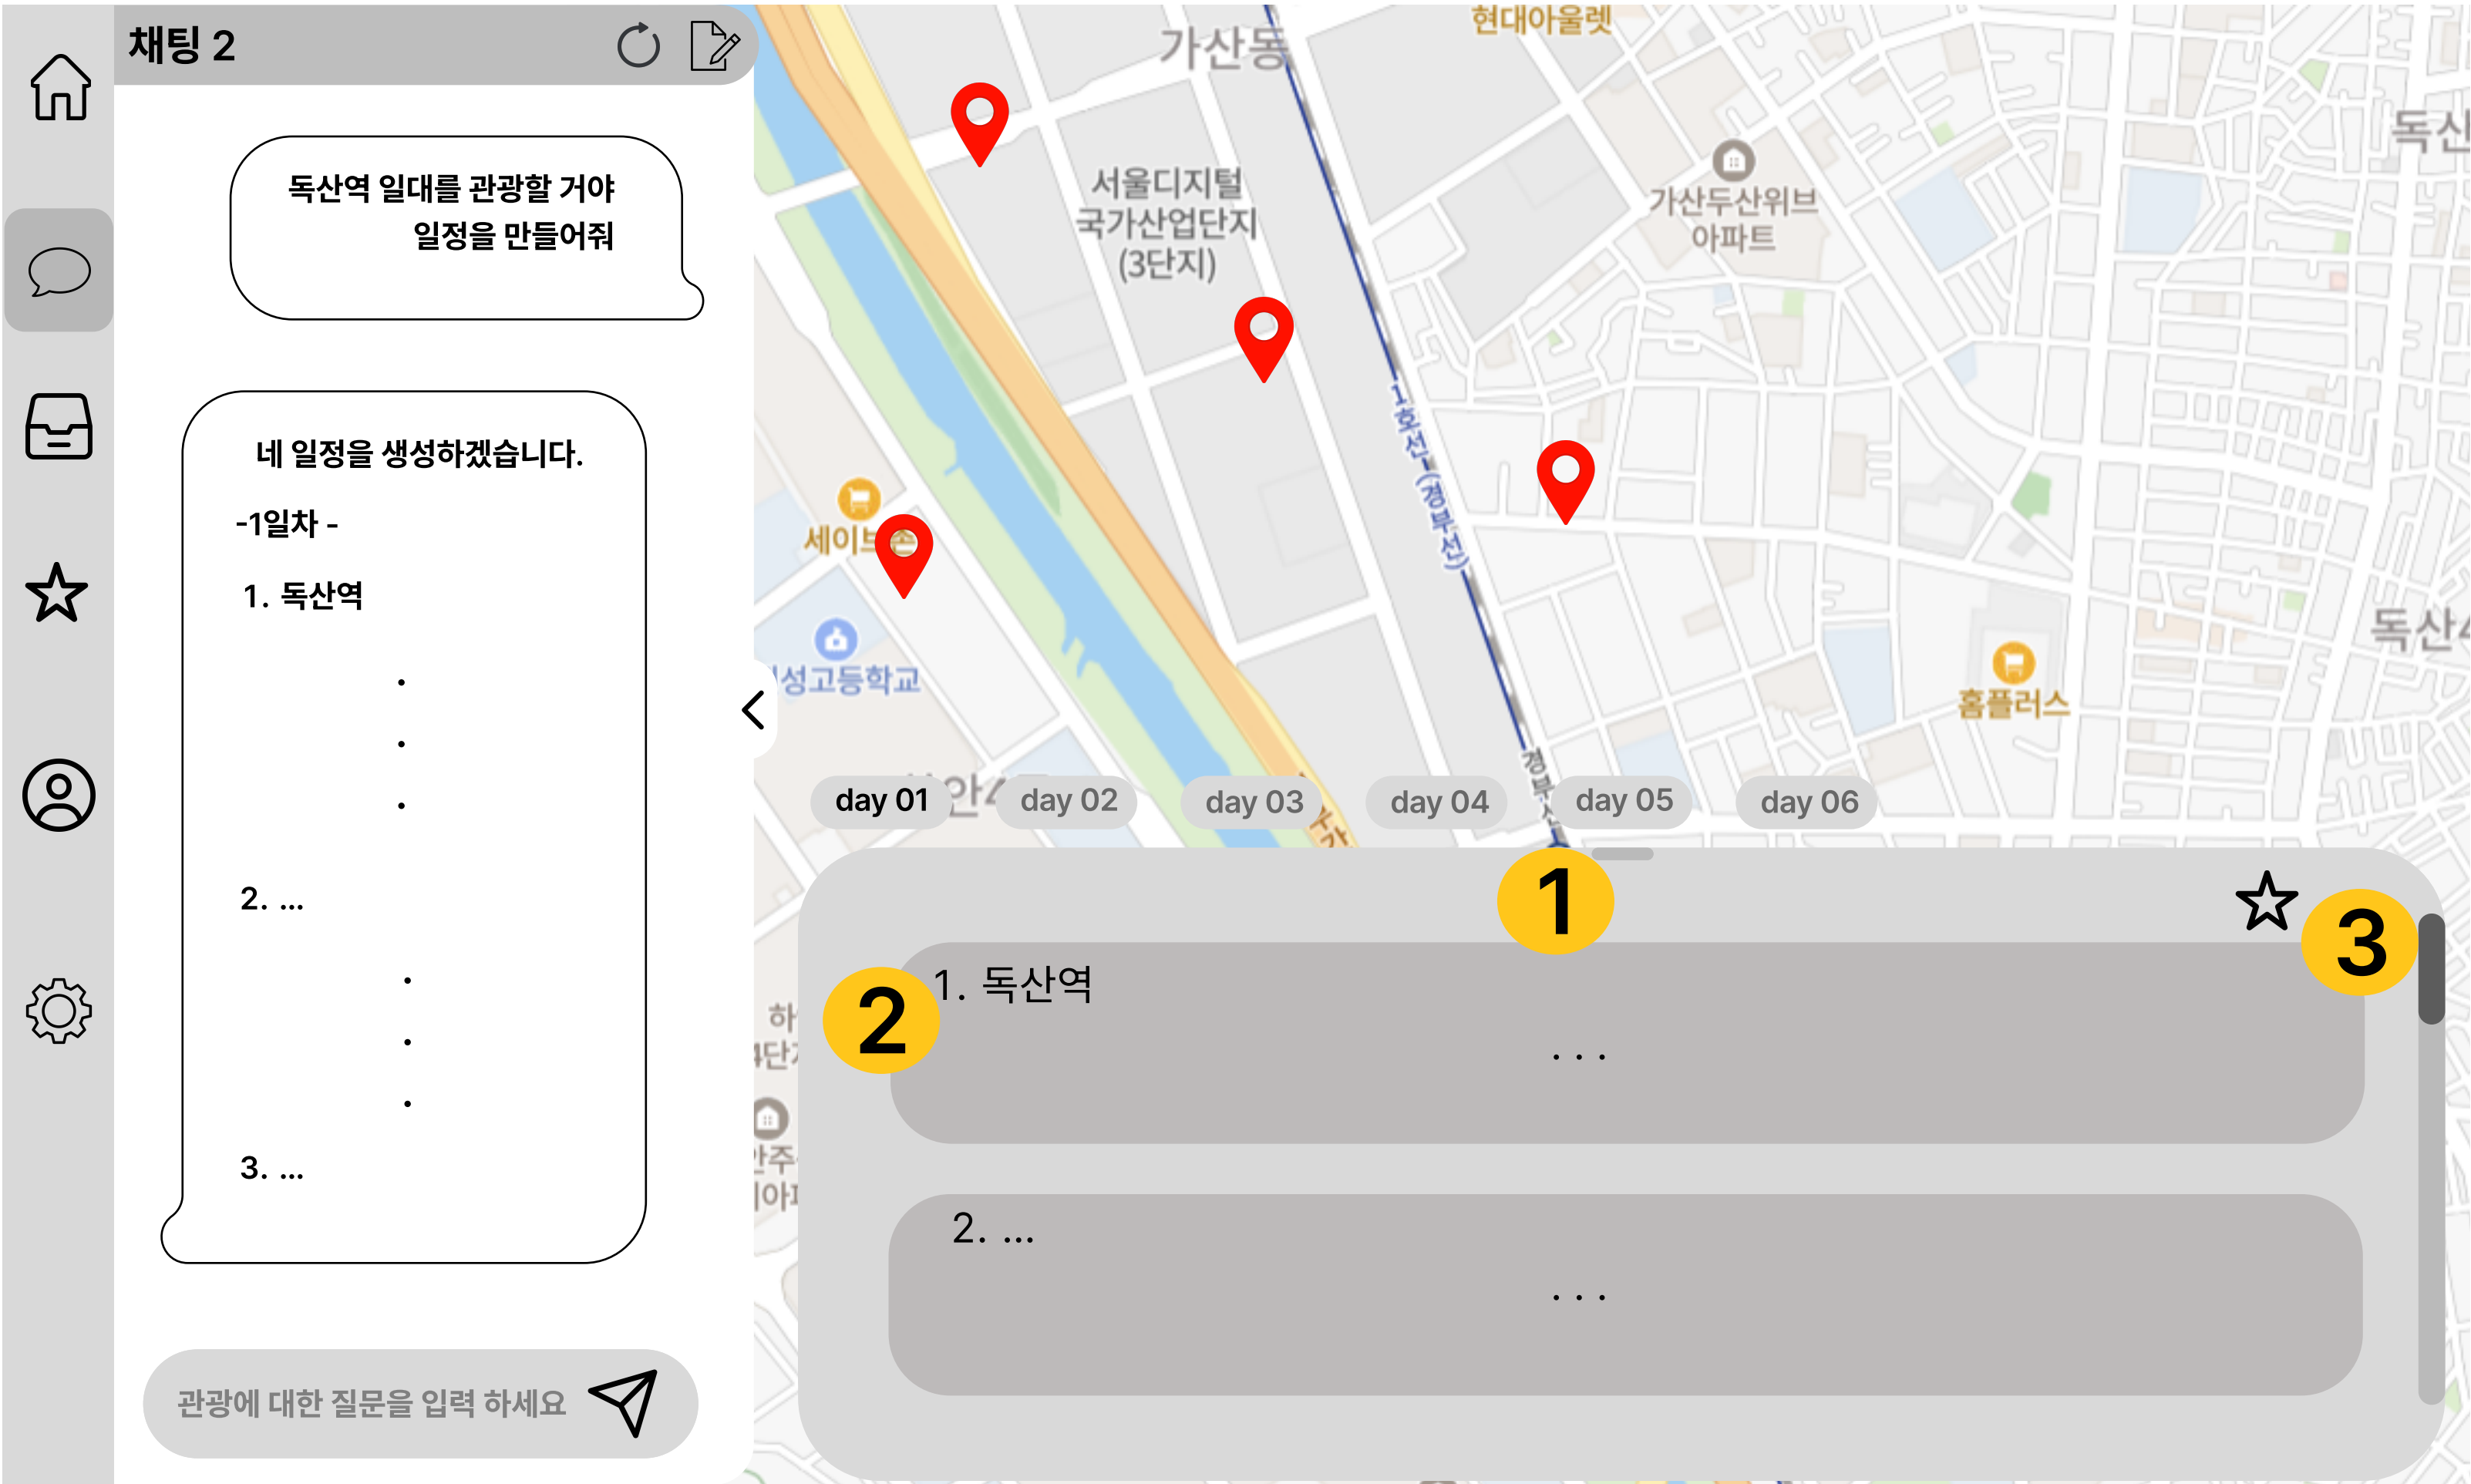 채팅 2
독산역 일대를 관광할 거야
일정을 만들어줘
네 일정을 생성하겠습니다.
-1일차 -
1. 독산역
.
.
.
2. ...
.
.
.
3. ...
관광에 대한 질문을 입력 하세요
현대아울렛
가산동
서울디지털
국가산업단지
(3단지)
가산두산위브
아파트
1호선(경부선)
성고등학교
홈플러스
day 01
day 02
day 03
day 04
day 05
day 06
1
2
3
1. 독산역
...
2. ...
...